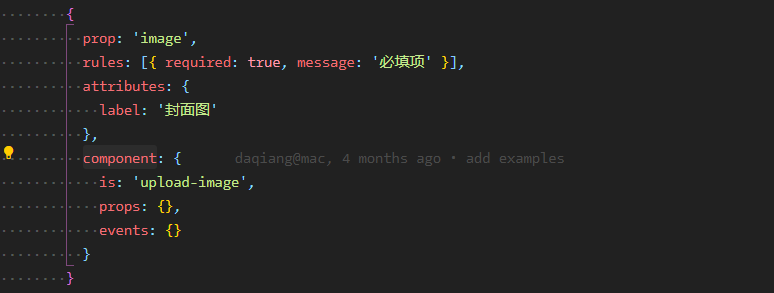 {
prop: 'image',
rules: [{ required: true, message: '必填项' }],
attributes: {
label: '封面图'
},
component: { daqiang@mac, 4 months ago • add examples
is: 'upload-image',
props: {},
events: {}
}
}